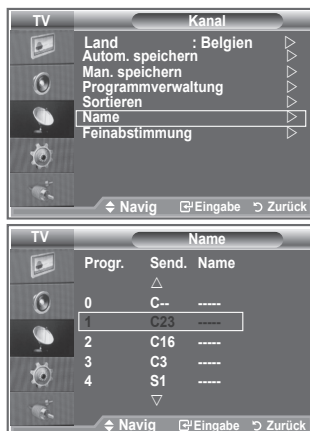 TV Kanal
Land : Belgien ▷
Autom. speichern ▷
Man. speichern ▷
Programmverwaltung ▷
Sortieren ▷
Name ▷
Feinabstimmung ▷
Navig Eingabe Zurück
TV Name
Progr. Send. Name
△
0 C-- -----
1 C23 -----
2 C16 -----
3 C3 -----
4 S1 -----
▽
Navig Eingabe Zurück